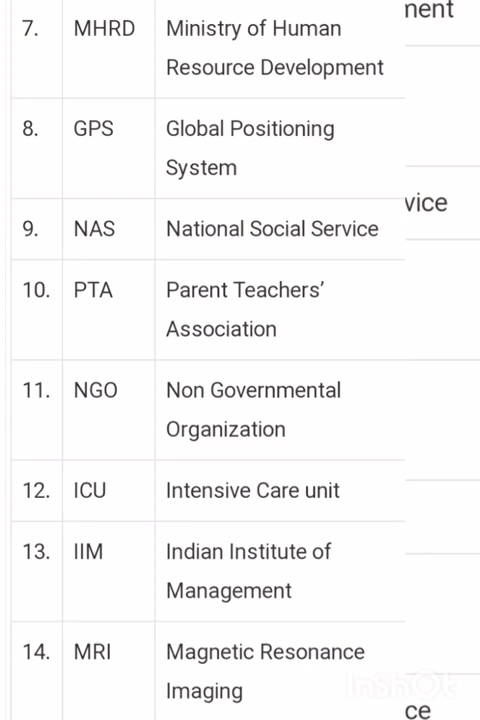 ment
7. MHRD Ministry of Human
Resource Development
8. GPS Global Positioning
System
vice
9. NAS National Social Service
10. PTA Parent Teachers’
Association
11. NGO Non Governmental
Organization
12. ICU Intensive Care unit
13. IIM Indian Institute of
Management
14. MRI Magnetic Resonance
Imaging
InShOt
ce